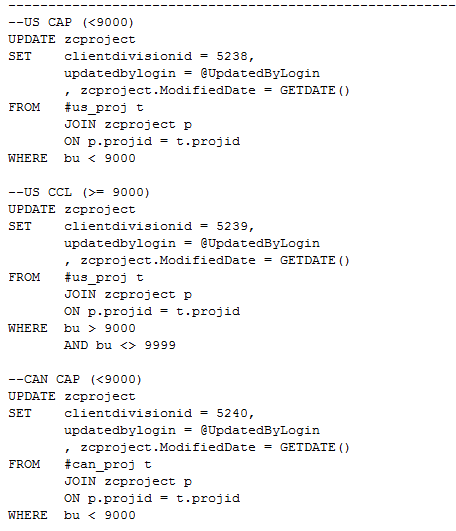 --------------------------------------------------------
--US CAP (<9000)
UPDATE zcproject
SET    clientdivisionid = 5238,
       updatedbylogin = @UpdatedByLogin
       , zcproject.ModifiedDate = GETDATE()
FROM   #us_proj t
       JOIN zcproject p
       ON p.projid = t.projid
WHERE  bu < 9000

--US CCL (>= 9000)
UPDATE zcproject
SET    clientdivisionid = 5239,
       updatedbylogin = @UpdatedByLogin
       , zcproject.ModifiedDate = GETDATE()
FROM   #us_proj t
       JOIN zcproject p
       ON p.projid = t.projid
WHERE  bu > 9000
       AND bu <> 9999

--CAN CAP (<9000)
UPDATE zcproject
SET    clientdivisionid = 5240,
       updatedbylogin = @UpdatedByLogin
       , zcproject.ModifiedDate = GETDATE()
FROM   #can_proj t
       JOIN zcproject p
       ON p.projid = t.projid
WHERE  bu < 9000